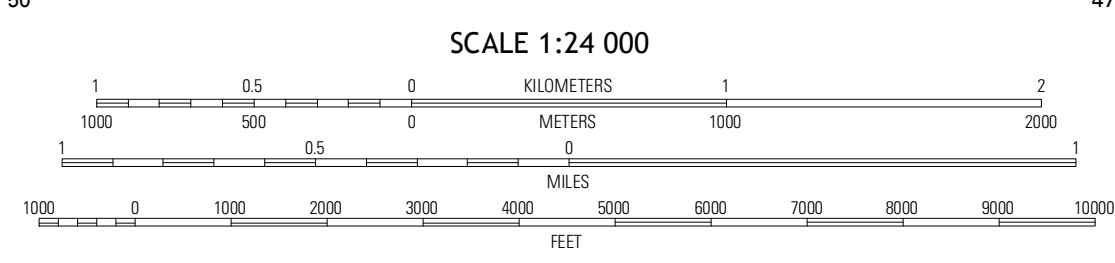 50 47
SCALE 1:24 000
1 0.5 0 KILOMETERS 1 2
1000 500 0 METERS 1000 2000
1 0.5 0 1
MILES
1000 0 1000 2000 3000 4000 5000 6000 7000 8000 9000 10000
FEET